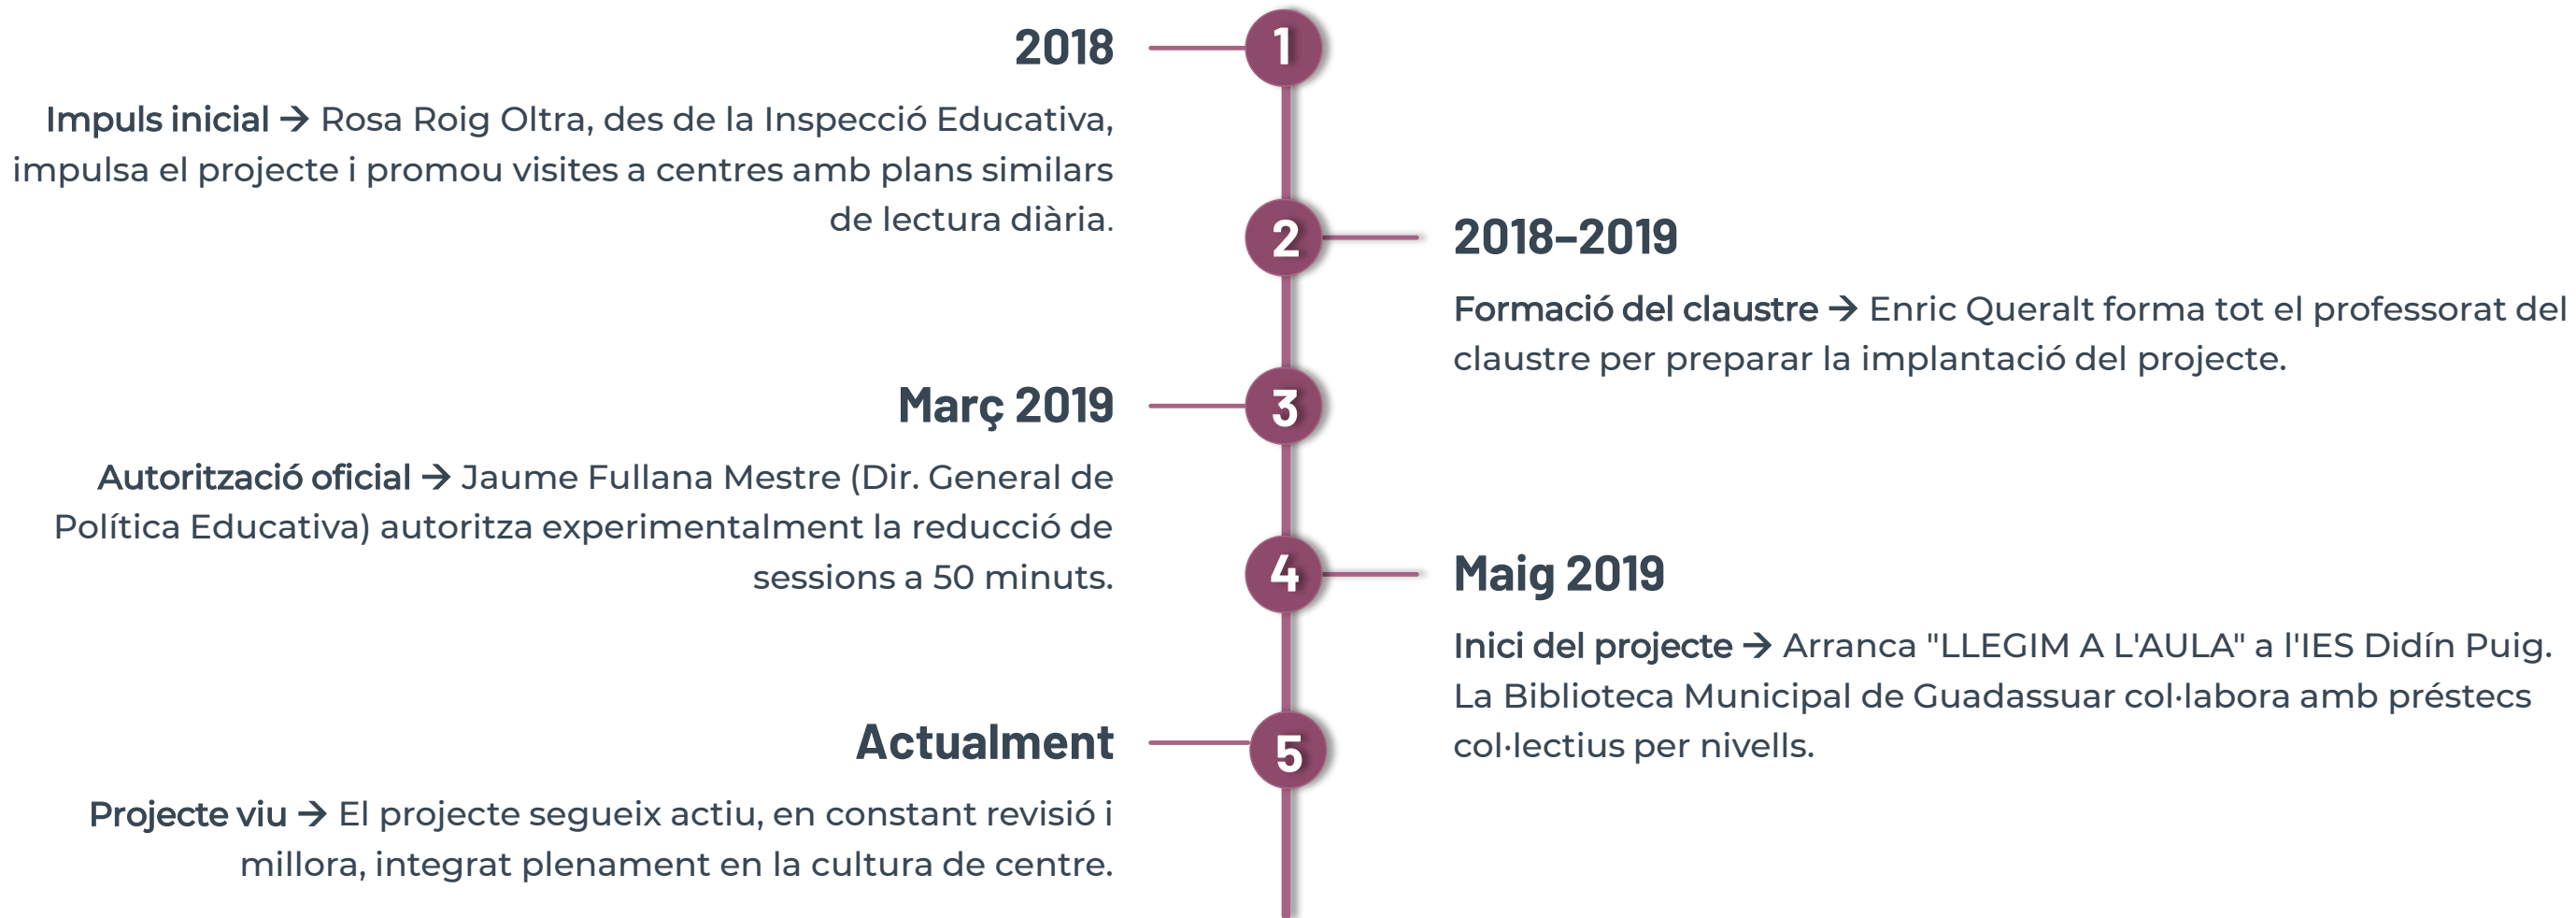 2018
1
Impuls inicial → Rosa Roig Oltra, des de la Inspecció Educativa,
impulsa el projecte i promou visites a centres amb plans similars
de lectura diària.
2
2018–2019
Formació del claustre → Enric Queralt forma tot el professorat del
claustre per preparar la implantació del projecte.
Març 2019
3
Autorització oficial → Jaume Fullana Mestre (Dir. General de
Política Educativa) autoritza experimentalment la reducció de
sessions a 50 minuts.
4
Maig 2019
Inici del projecte → Arranca "LLEGIM A L'AULA" a l'IES Didín Puig.
La Biblioteca Municipal de Guadassuar col·labora amb préstecs
col·lectius per nivells.
Actualment
5
Projecte viu → El projecte segueix actiu, en constant revisió i
millora, integrat plenament en la cultura de centre.